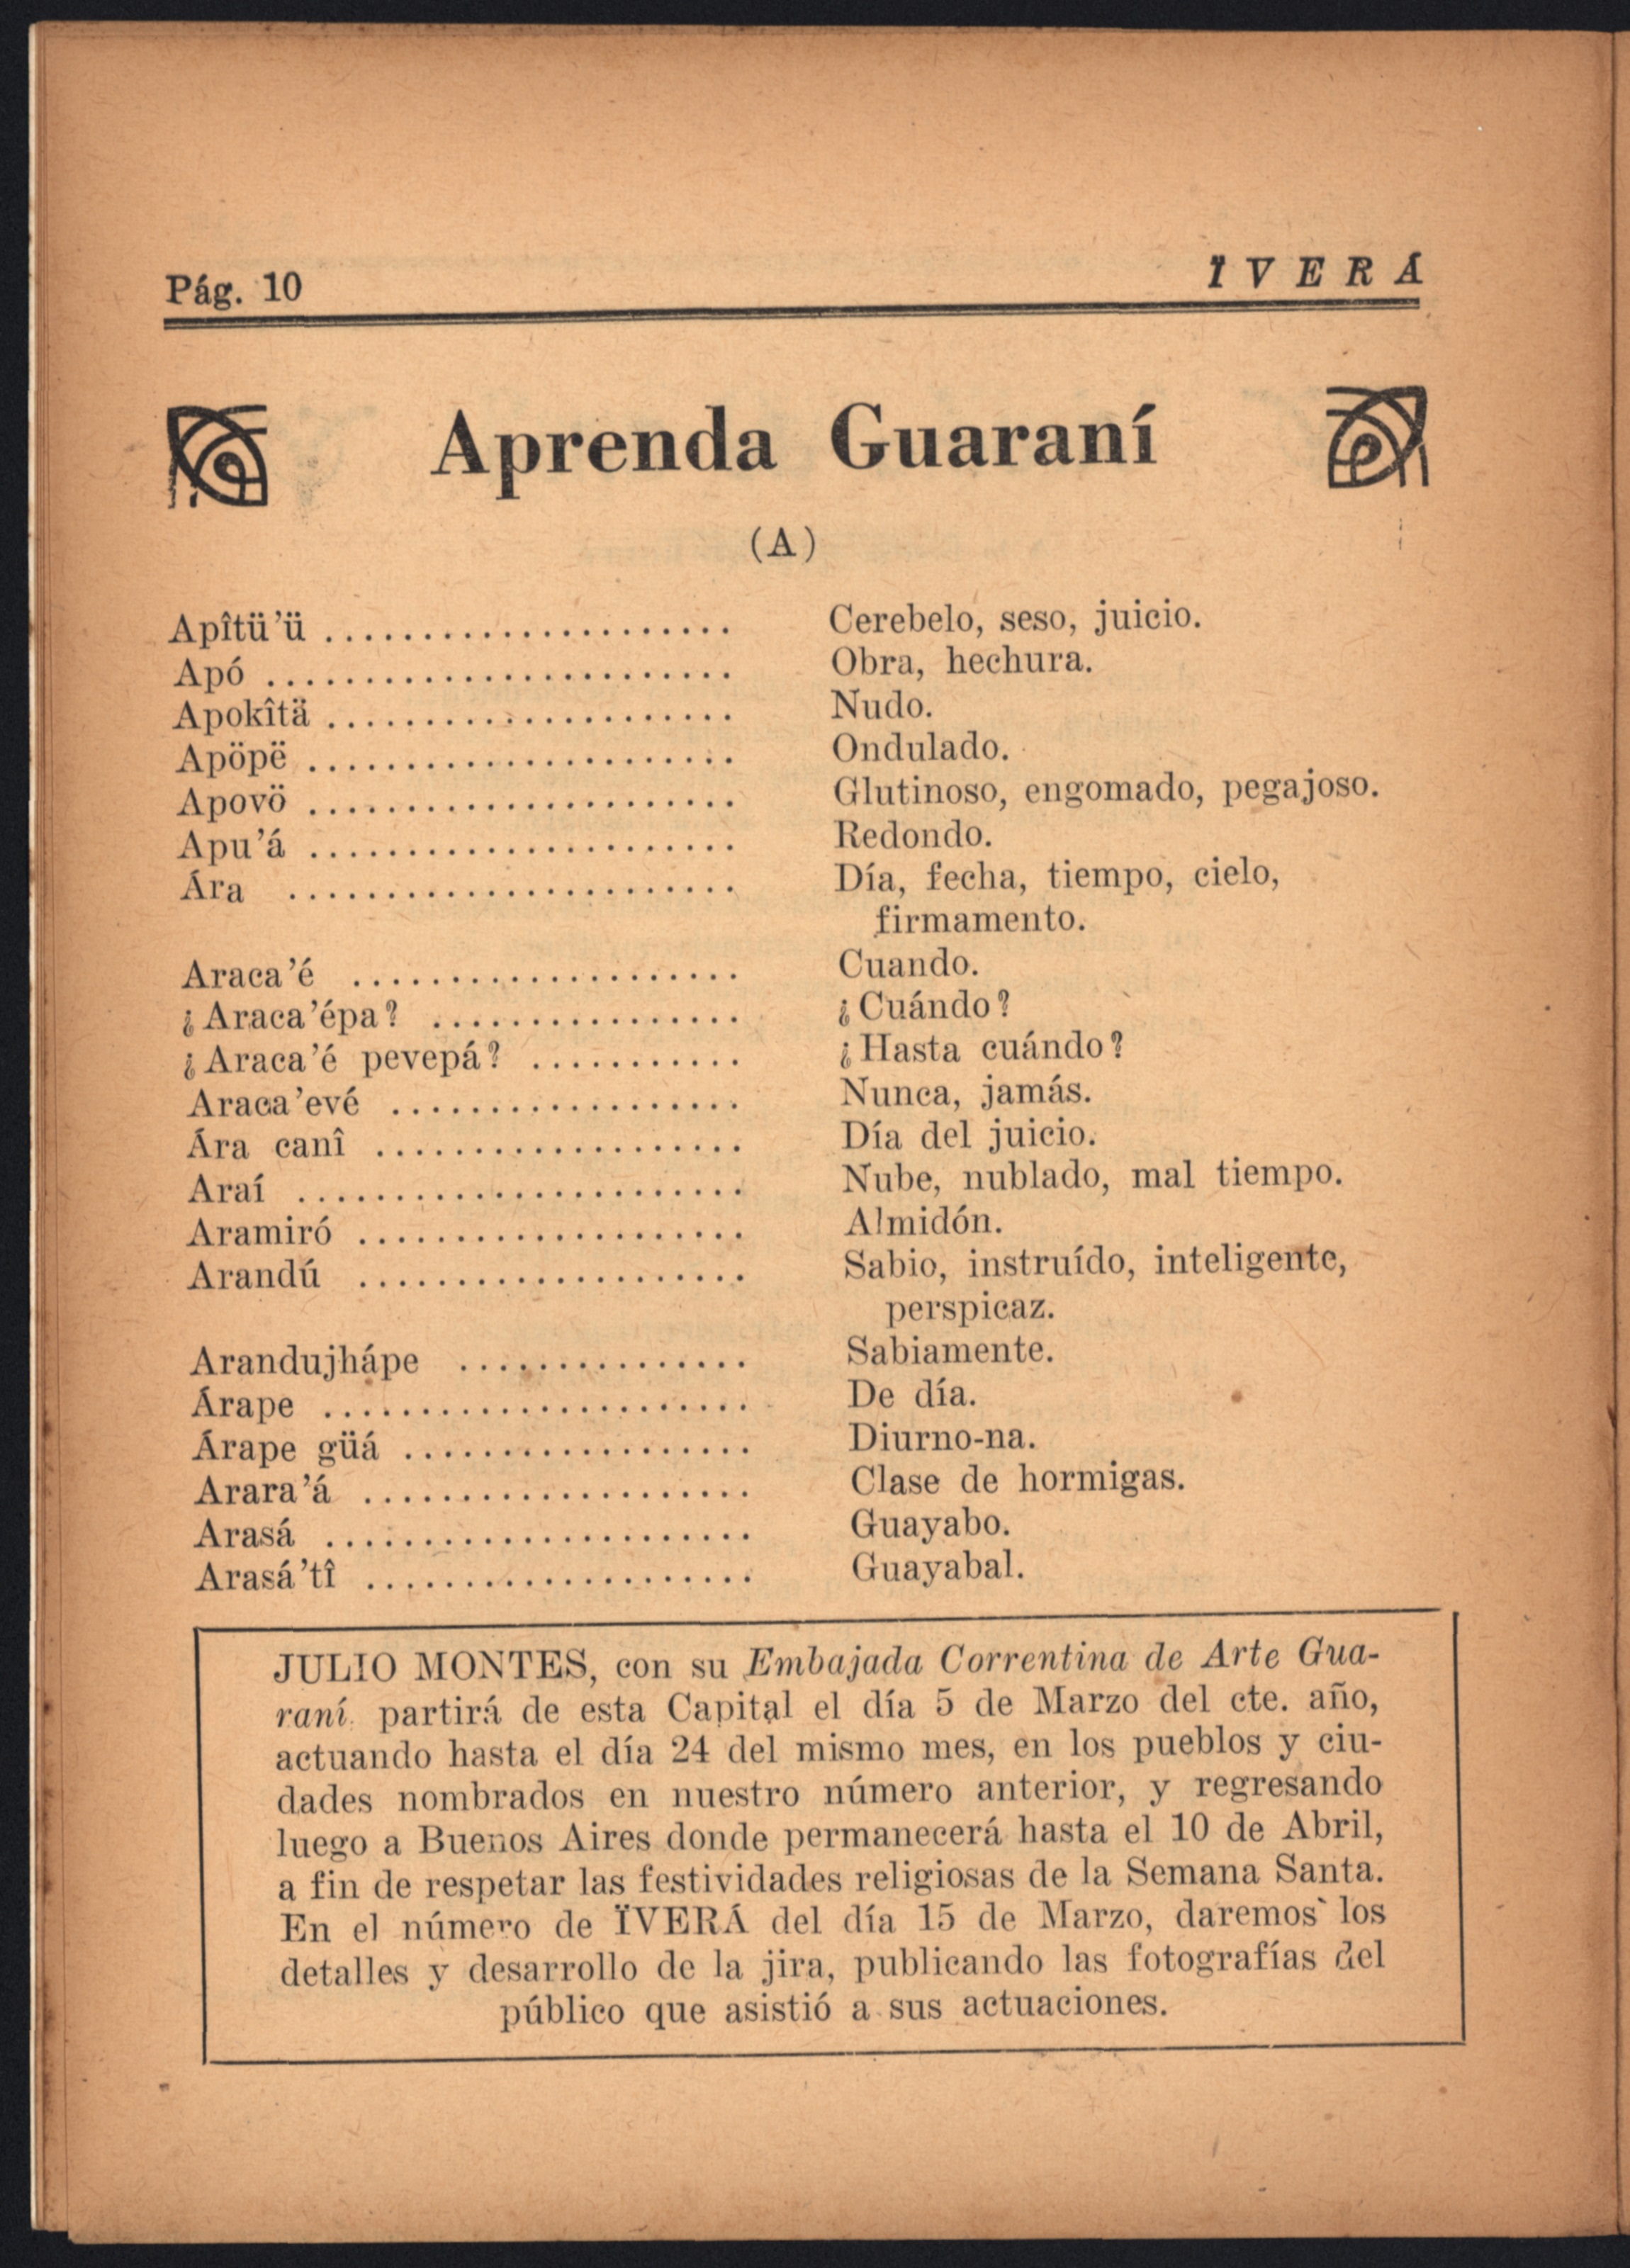 Pág. 10
ÏVERÁ
Aprenda Guaraní
(A)
Apîtü’ü ..................... Cerebelo, seso, juicio.
Apó ........................ Obra, hechura.
Apokîtä ..................... Nudo.
Apöpë ...................... Ondulado.
Apovö ...................... Glutinoso, engomado, pegajoso.
Apu’á ...................... Redondo.
Ára ....................... Día, fecha, tiempo, cielo,
firmamento.
Araca’é .................... Cuando.
¿Araca’épa? ................ ¿Cuándo?
¿Araca’é pevepá? ........... ¿Hasta cuándo?
Araca’evé .................. Nunca, jamás.
Ára canî ................... Día del juicio.
Araí ....................... Nube, nublado, mal tiempo.
Aramiró .................... Almidón.
Arandú .................... Sabio, instruído, inteligente,
perspicaz.
Arandujhápe ............... Sabiamente.
Árape ...................... De día.
Árape güá .................. Diurno-na.
Arara’á .................... Clase de hormigas.
Arasá ...................... Guayabo.
Arasá’tî .................... Guayabal.
JULIO MONTES, con su Embajada Correntina de Arte Gua-
raní, partirá de esta Capital el día 5 de Marzo del cte. año,
actuando hasta el día 24 del mismo mes, en los pueblos y ciu-
dades nombrados en nuestro número anterior, y regresando
luego a Buenos Aires donde permanecerá hasta el 10 de Abril,
a fin de respetar las festividades religiosas de la Semana Santa.
En el número de ÏVERÁ del día 15 de Marzo, daremos los
detalles y desarrollo de la jira, publicando las fotografías del
público que asistió a sus actuaciones.